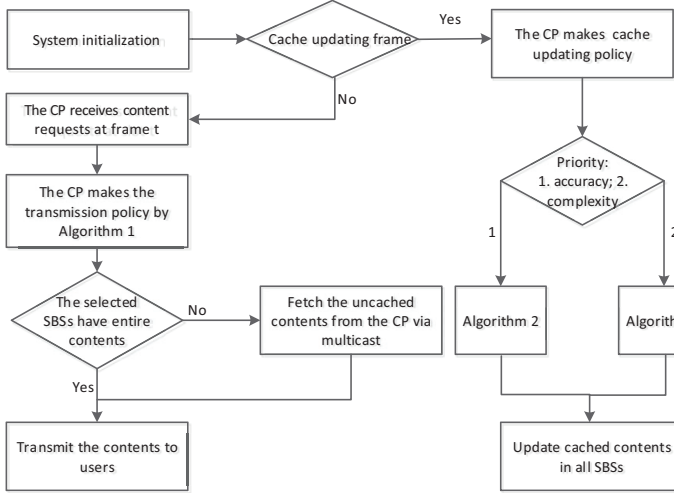 System initialization
Cache updating frame
Yes
The CP makes cache
updating policy
No
The CP receives content
requests at frame t
Priority:
1. accuracy; 2.
complexity
The CP makes the
transmission policy by
Algorithm 1
1
2
The
selected
SBSs have entire
contents
No
Fetch the uncached
contents from the CP via
multicast
Algorithm 2
Yes
Transmit the contents to
users
Update cached contents
in all SBSs